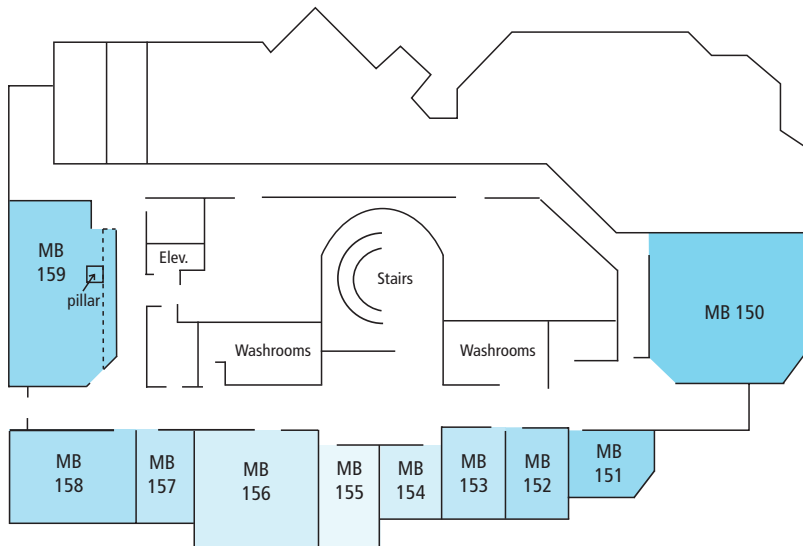 MB
159
pillar
Elev.
Stairs
MB 150
Washrooms
Washrooms
MB
158
MB
157
MB
156
MB
155
MB
154
MB
153
MB
152
MB
151